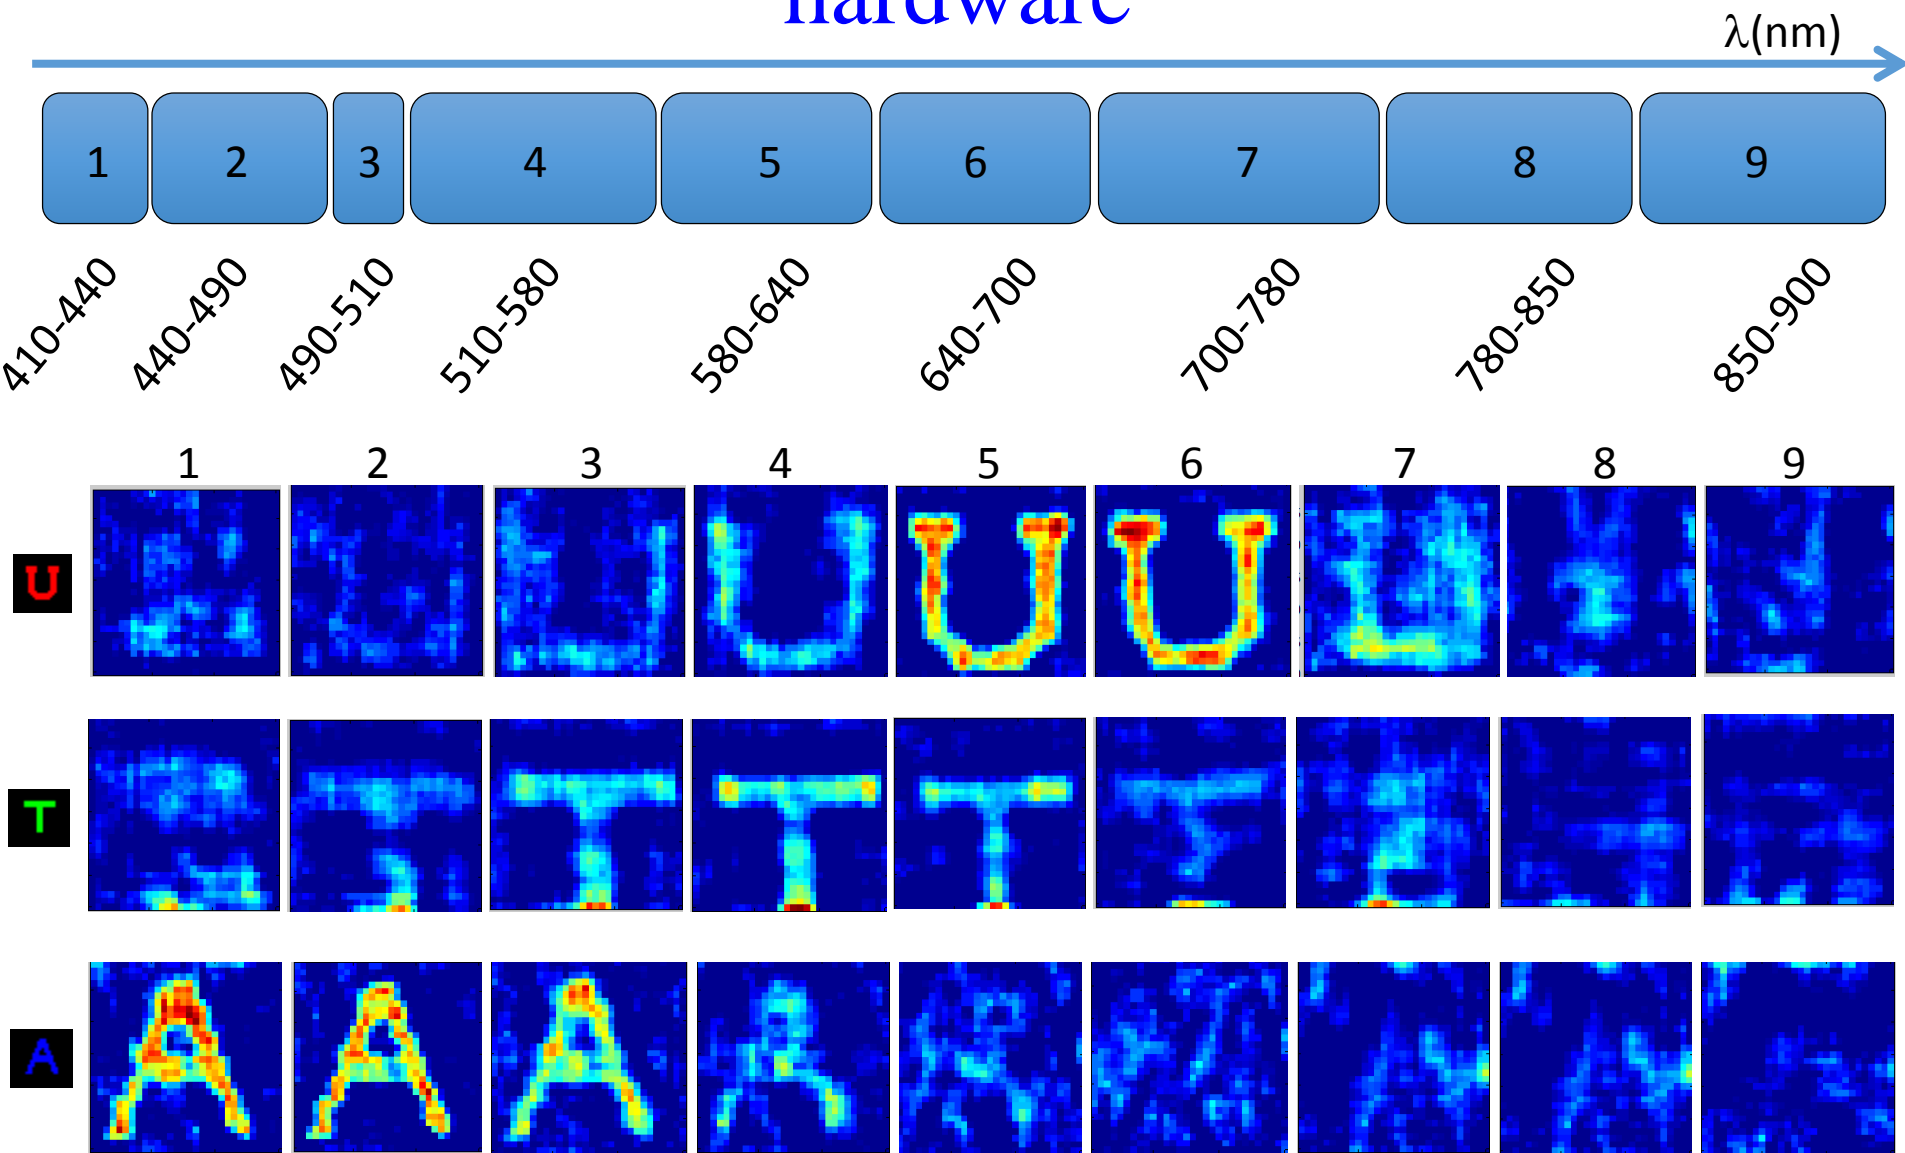 hardware
λ(nm)
1 2 3 4 5 6 7 8 9
410-440 440-490 490-510 510-580 580-640 640-700 700-780 780-850 850-900
1 2 3 4 5 6 7 8 9
U U U U U
T T T T T
A A A A A